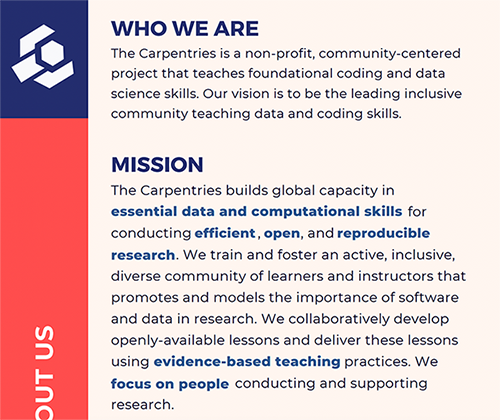 WHO WE ARE
The Carpentries is a non-profit, community-centered
project that teaches foundational coding and data
science skills. Our vision is to be the leading inclusive
community teaching data and coding skills.
MISSION
The Carpentries builds global capacity in
essential data and computational skills for
conducting efficient, open, and reproducible
research. We train and foster an active, inclusive,
diverse community of learners and instructors that
promotes and models the importance of software
and data in research. We collaboratively develop
openly-available lessons and deliver these lessons
using evidence-based teaching practices. We
focus on people conducting and supporting
research.
OUT US